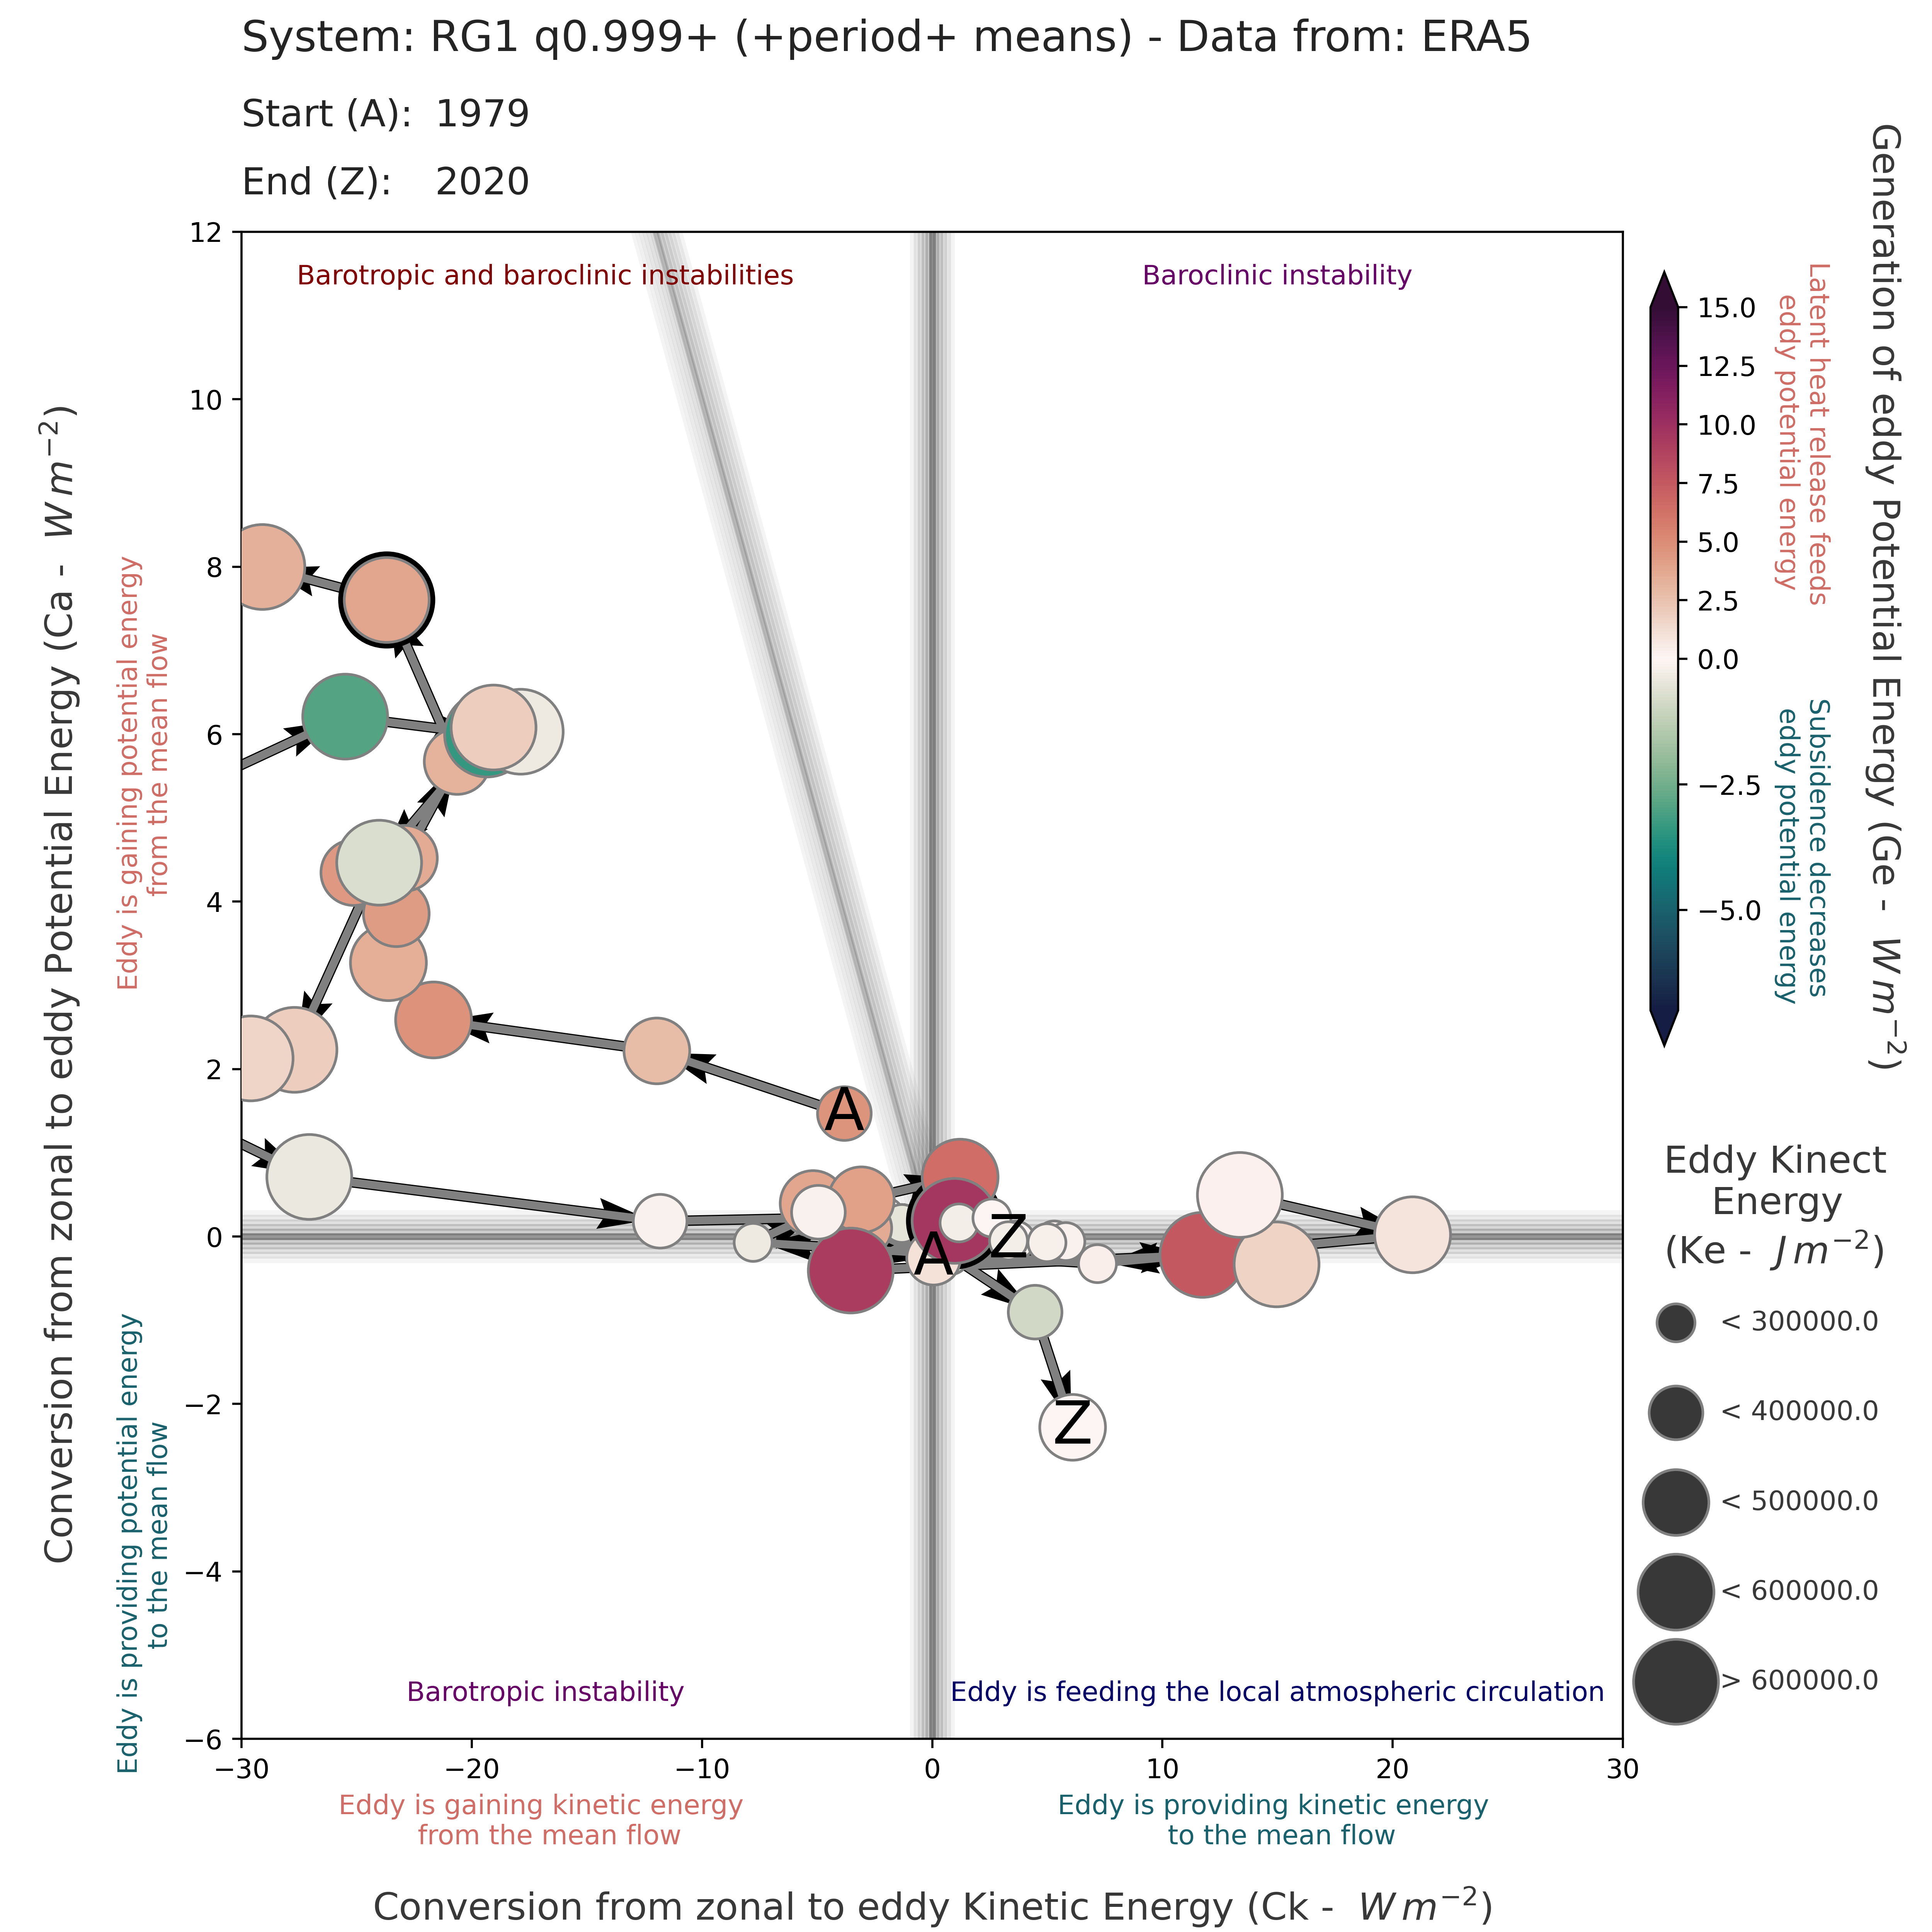 System: RG1 q0.999+ (+period+ means) - Data from: ERA5
Start (A): 1979
End (Z): 2020
Conversion from zonal to eddy Potential Energy (Ca - W m⁻²)
Eddy is gaining potential energy
from the mean flow
Eddy is providing potential energy
to the mean flow
12
10
8
6
4
2
0
−2
−4
−6
Barotropic and baroclinic instabilities
Baroclinic instability
A
A
Z
Z
Barotropic instability
Eddy is feeding the local atmospheric circulation
−30
−20
−10
0
10
20
30
Eddy is gaining kinetic energy
from the mean flow
Eddy is providing kinetic energy
to the mean flow
Conversion from zonal to eddy Kinetic Energy (Ck - W m⁻²)
15.0
12.5
10.0
7.5
5.0
2.5
0.0
−2.5
−5.0
Latent heat release feeds
eddy potential energy
Subsidence decreases
eddy potential energy
Generation of eddy Potential Energy (Ge - W m⁻²)
Eddy Kinect
Energy
(Ke - J m⁻²)
< 300000.0
< 400000.0
< 500000.0
< 600000.0
> 600000.0